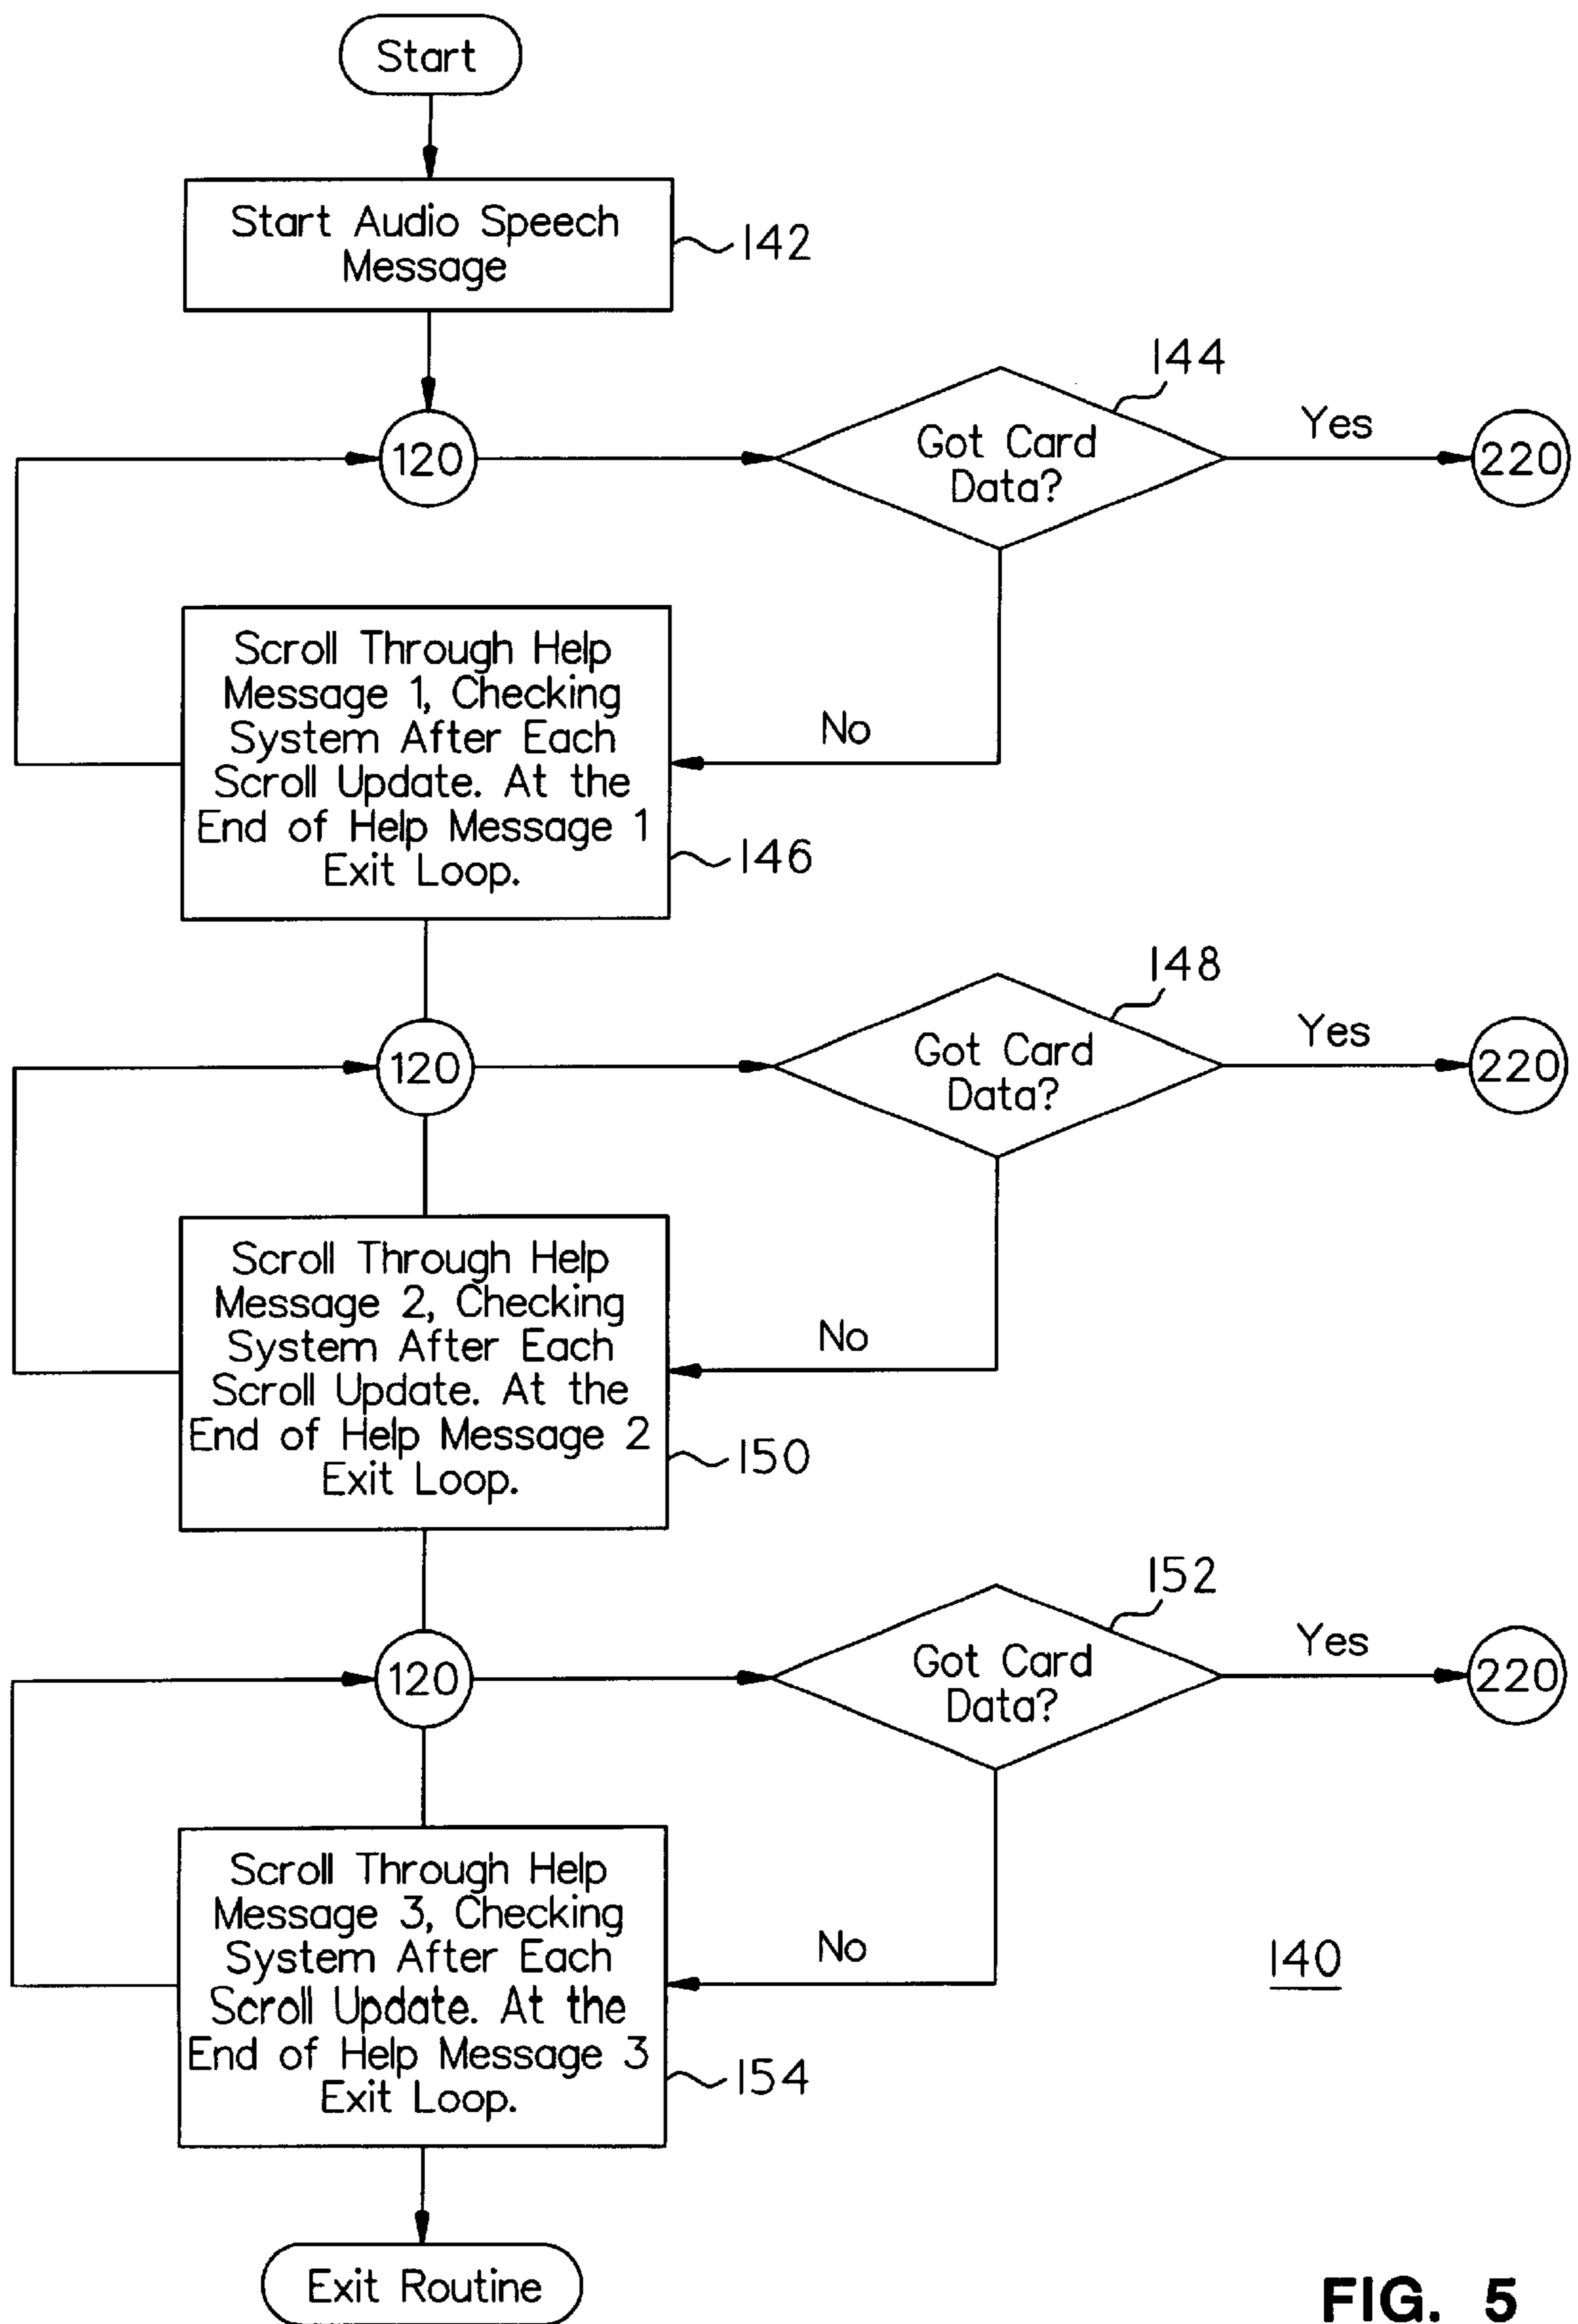 Start
Start Audio Speech
Message
142
144
120
Got Card
Data?
Yes
220
Scroll Through Help
Message 1, Checking
System After Each
Scroll Update. At the
End of Help Message 1
Exit Loop.
No
146
148
120
Got Card
Data?
Yes
220
Scroll Through Help
Message 2, Checking
System After Each
Scroll Update. At the
End of Help Message 2
Exit Loop.
No
150
152
120
Got Card
Data?
Yes
220
Scroll Through Help
Message 3, Checking
System After Each
Scroll Update. At the
End of Help Message 3
Exit Loop.
No
154
140
Exit Routine
FIG. 5